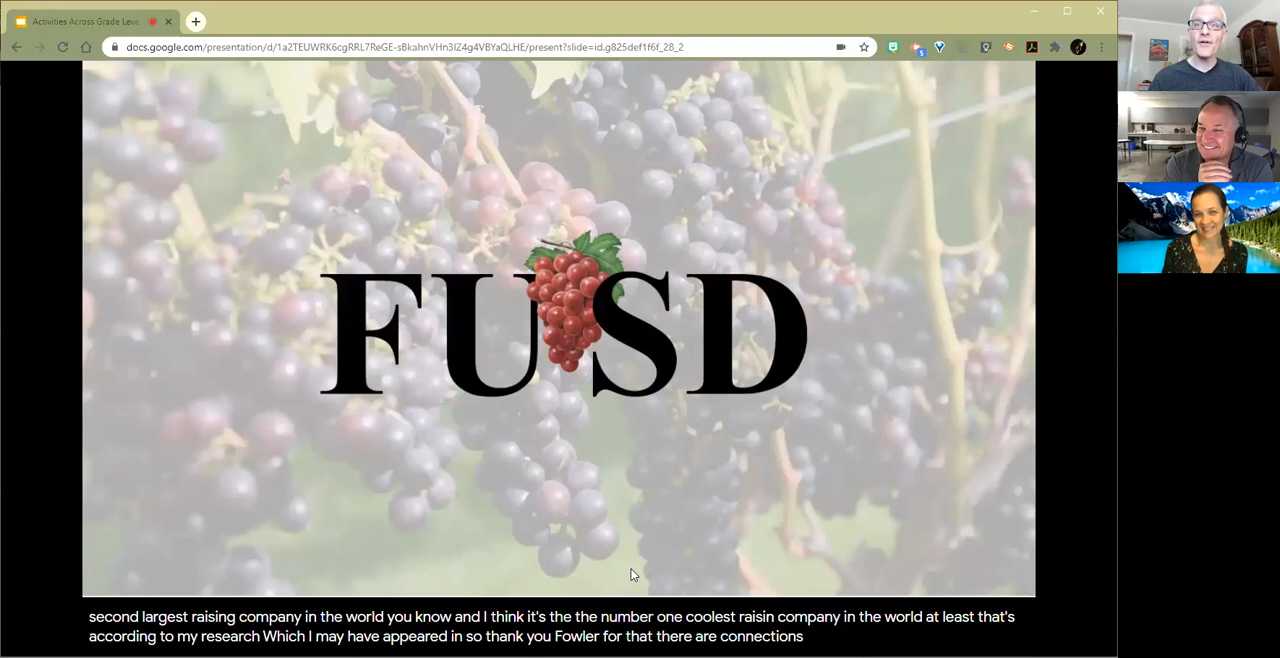 Activities Across Grade Leve
docs.google.com/presentation/d/1a2TEUWRK6cgRRL7ReGE-sBkahnVHn3IZ4g4VBYaQLHE/present?slide=id.g825def1f6f_28_2
5
FUSD
second largest raising company in the world you know and I think it's the the number one coolest raisin company in the world at least that's
according to my research Which I may have appeared in so thank you Fowler for that there are connections